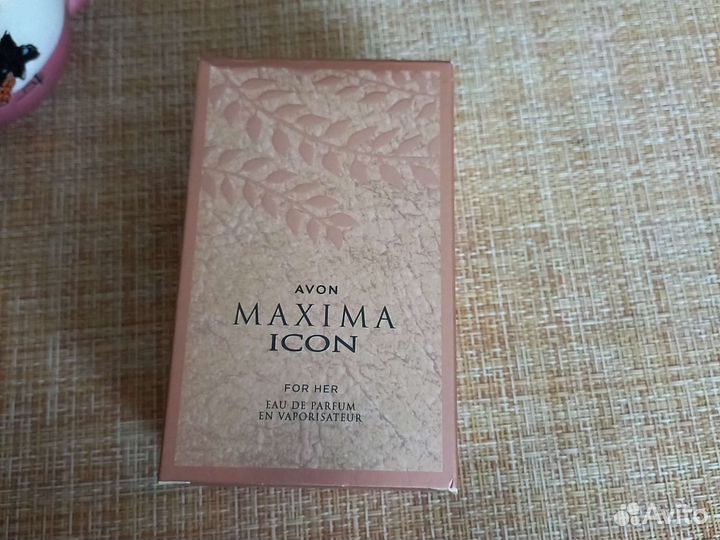 AVON
MAXIMA
ICON
FOR HER
EAU DE PARFUM
EN VAPORISATEUR
Avito